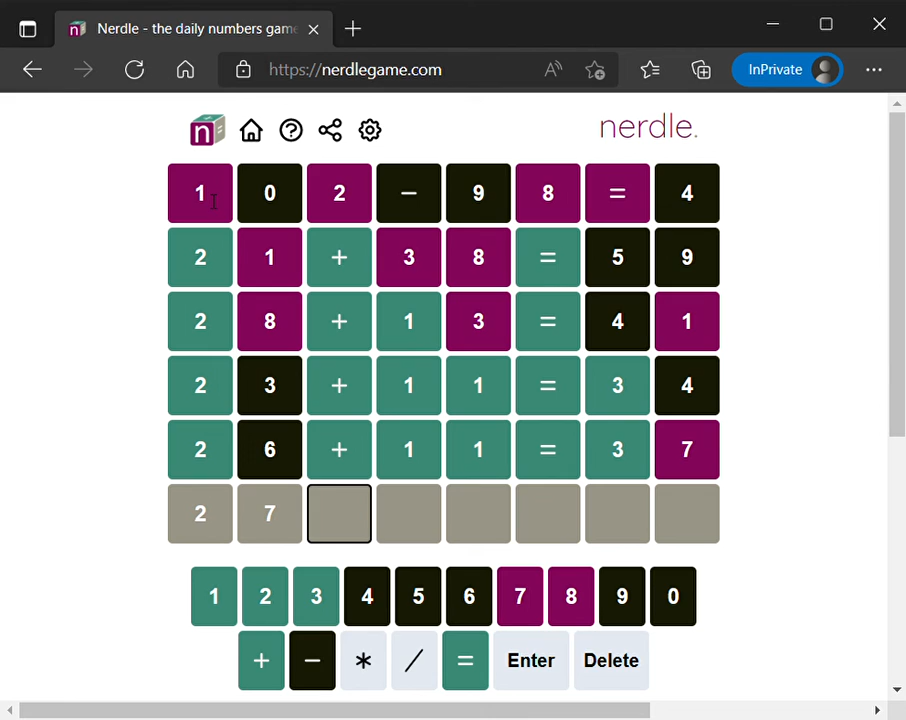 Nerdle - the daily numbers game
https://nerdlegame.com
InPrivate
n
nerdle.
1 0 2 - 9 8 = 4
2 1 + 3 8 = 5 9
2 8 + 1 3 = 4 1
2 3 + 1 1 = 3 4
2 6 + 1 1 = 3 7
2 7
1 2 3 4 5 6 7 8 9 0
+ - * / = Enter Delete